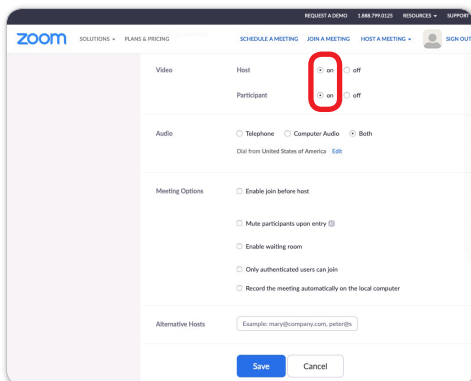 REQUEST A DEMO 1.888.799.0125 RESOURCES SUPPORT
zoom SOLUTIONS PLANS & PRICING SCHEDULE A MEETING JOIN A MEETING HOST A MEETING SIGN OUT
Video Host on off
Participant on off
Audio Telephone Computer Audio Both
Dial from United States of America Edit
Meeting Options Enable join before host
Mute participants upon entry
Enable waiting room
Only authenticated users can join
Record the meeting automatically on the local computer
Alternative Hosts Example: mary@company.com, peter@s
Save Cancel